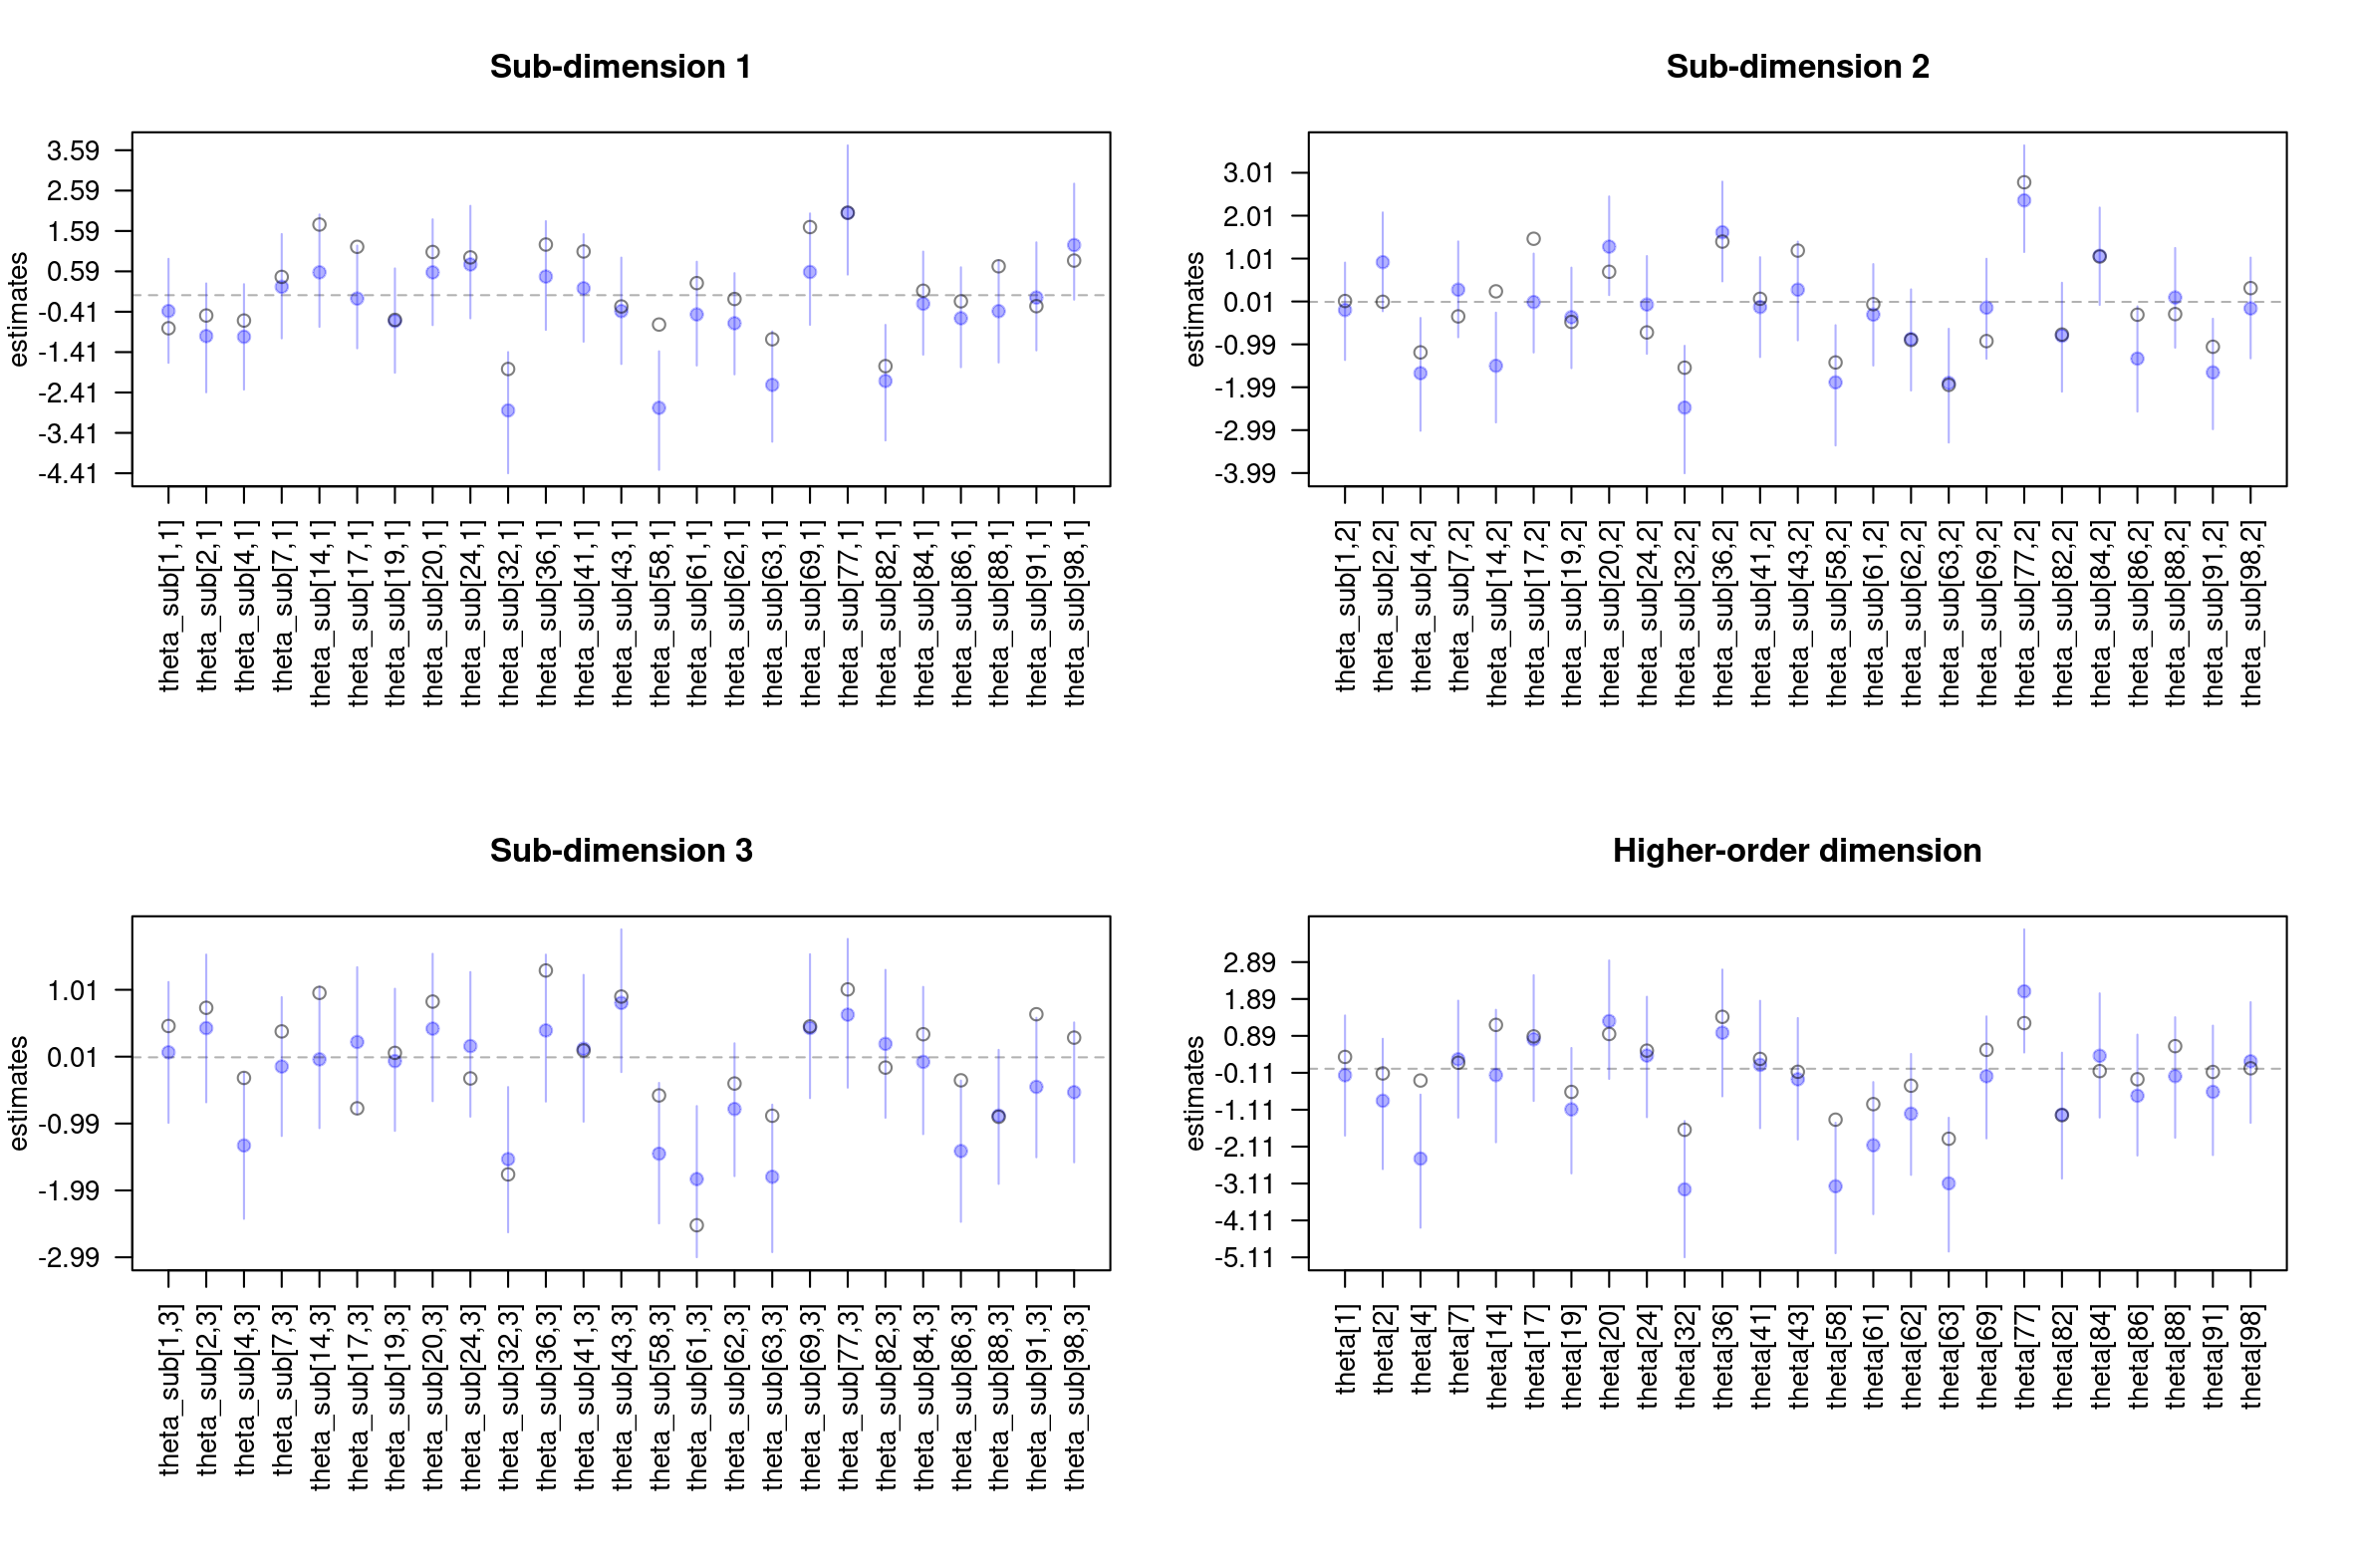 Sub-dimension 1
estimates
3.59
2.59
1.59
0.59
-0.41
-1.41
-2.41
-3.41
-4.41
theta_sub[1,1]
theta_sub[2,1]
theta_sub[4,1]
theta_sub[7,1]
theta_sub[14,1]
theta_sub[17,1]
theta_sub[19,1]
theta_sub[20,1]
theta_sub[24,1]
theta_sub[32,1]
theta_sub[36,1]
theta_sub[41,1]
theta_sub[43,1]
theta_sub[58,1]
theta_sub[61,1]
theta_sub[62,1]
theta_sub[63,1]
theta_sub[69,1]
theta_sub[77,1]
theta_sub[82,1]
theta_sub[84,1]
theta_sub[86,1]
theta_sub[88,1]
theta_sub[91,1]
theta_sub[98,1]
Sub-dimension 2
estimates
3.01
2.01
1.01
0.01
-0.99
-1.99
-2.99
-3.99
theta_sub[1,2]
theta_sub[2,2]
theta_sub[4,2]
theta_sub[7,2]
theta_sub[14,2]
theta_sub[17,2]
theta_sub[19,2]
theta_sub[20,2]
theta_sub[24,2]
theta_sub[32,2]
theta_sub[36,2]
theta_sub[41,2]
theta_sub[43,2]
theta_sub[58,2]
theta_sub[61,2]
theta_sub[62,2]
theta_sub[63,2]
theta_sub[69,2]
theta_sub[77,2]
theta_sub[82,2]
theta_sub[84,2]
theta_sub[86,2]
theta_sub[88,2]
theta_sub[91,2]
theta_sub[98,2]
Sub-dimension 3
estimates
1.01
0.01
-0.99
-1.99
-2.99
theta_sub[1,3]
theta_sub[2,3]
theta_sub[4,3]
theta_sub[7,3]
theta_sub[14,3]
theta_sub[17,3]
theta_sub[19,3]
theta_sub[20,3]
theta_sub[24,3]
theta_sub[32,3]
theta_sub[36,3]
theta_sub[41,3]
theta_sub[43,3]
theta_sub[58,3]
theta_sub[61,3]
theta_sub[62,3]
theta_sub[63,3]
theta_sub[69,3]
theta_sub[77,3]
theta_sub[82,3]
theta_sub[84,3]
theta_sub[86,3]
theta_sub[88,3]
theta_sub[91,3]
theta_sub[98,3]
Higher-order dimension
estimates
2.89
1.89
0.89
-0.11
-1.11
-2.11
-3.11
-4.11
-5.11
theta[1]
theta[2]
theta[4]
theta[7]
theta[14]
theta[17]
theta[19]
theta[20]
theta[24]
theta[32]
theta[36]
theta[41]
theta[43]
theta[58]
theta[61]
theta[62]
theta[63]
theta[69]
theta[77]
theta[82]
theta[84]
theta[86]
theta[88]
theta[91]
theta[98]